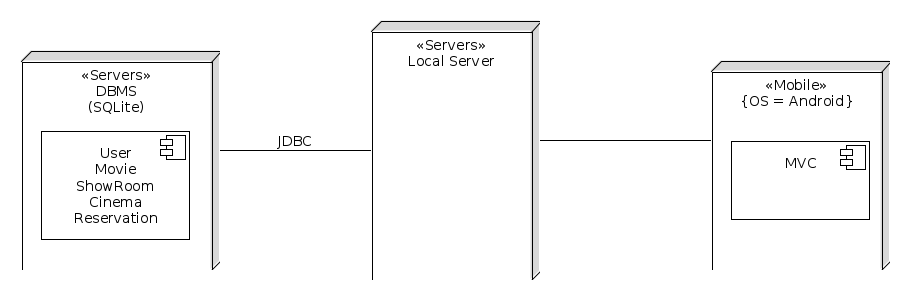 «Servers»
DBMS
(SQLite)
User
Movie
ShowRoom
Cinema
Reservation
JDBC
«Servers»
Local Server
«Mobile»
{OS = Android}
MVC